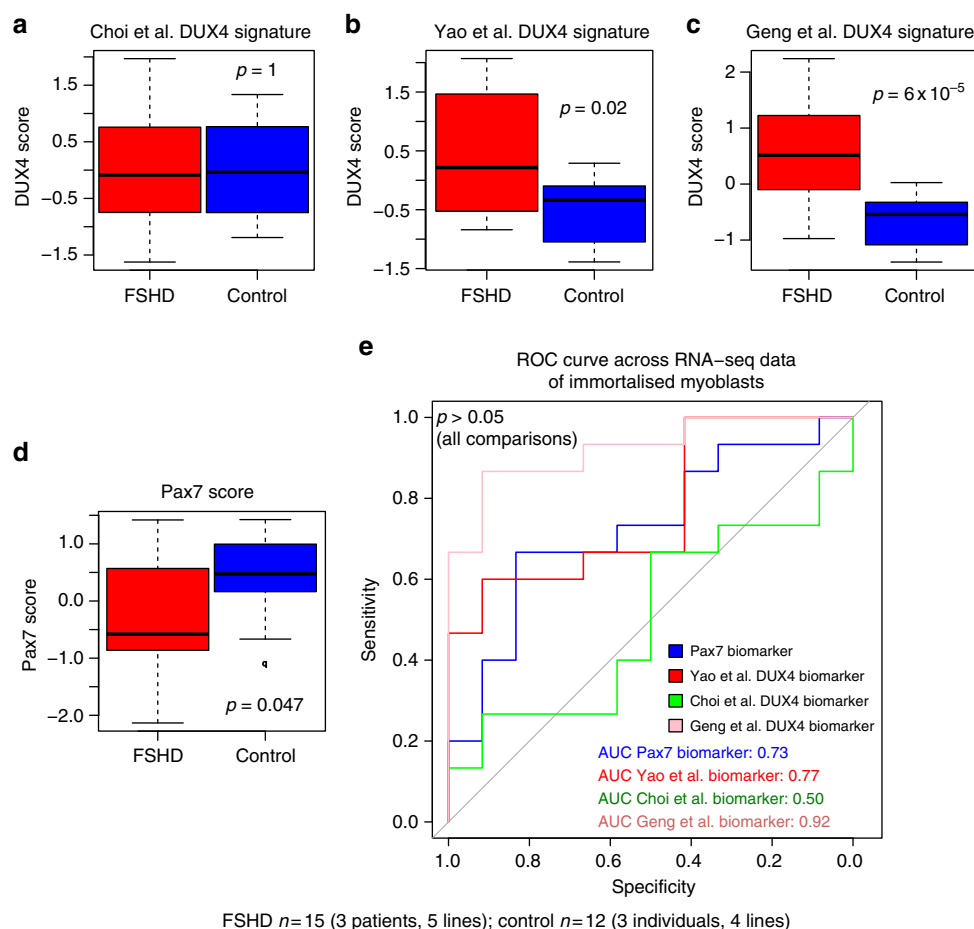 a
Choi et al. DUX4 signature
DUX4 score
1.5
0.5
−0.5
−1.5
p = 1
FSHD
Control
b
Yao et al. DUX4 signature
DUX4 score
1.5
0.5
−0.5
−1.5
p = 0.02
FSHD
Control
c
Geng et al. DUX4 signature
DUX4 score
2
1
0
−1
p = 6 x 10⁻⁵
FSHD
Control
d
Pax7 score
Pax7 score
1.0
0.0
−1.0
−2.0
q
p = 0.047
FSHD
Control
e
ROC curve across RNA−seq data
of immortalised myoblasts
p > 0.05
(all comparisons)
Sensitivity
1.0
0.8
0.6
0.4
0.2
0.0
Pax7 biomarker
Yao et al. DUX4 biomarker
Choi et al. DUX4 biomarker
Geng et al. DUX4 biomarker
AUC Pax7 biomarker: 0.73
AUC Yao et al. biomarker: 0.77
AUC Choi et al. biomarker: 0.50
AUC Geng et al. biomarker: 0.92
1.0
0.8
0.6
0.4
0.2
0.0
Specificity
FSHD n=15 (3 patients, 5 lines); control n=12 (3 individuals, 4 lines)